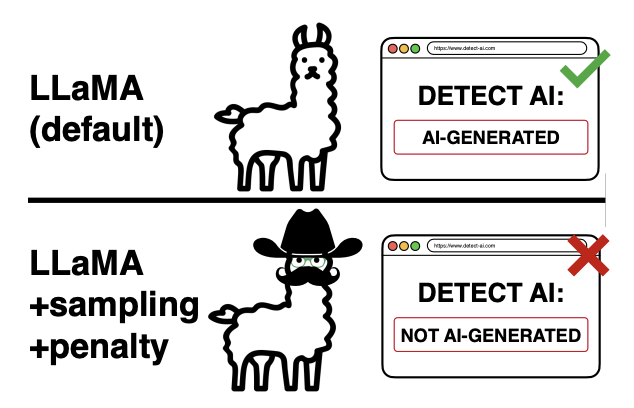 LLaMA
(default)
https://www.detect-ai.com
DETECT AI:
AI-GENERATED
LLaMA
+sampling
+penalty
https://www.detect-ai.com
DETECT AI:
NOT AI-GENERATED